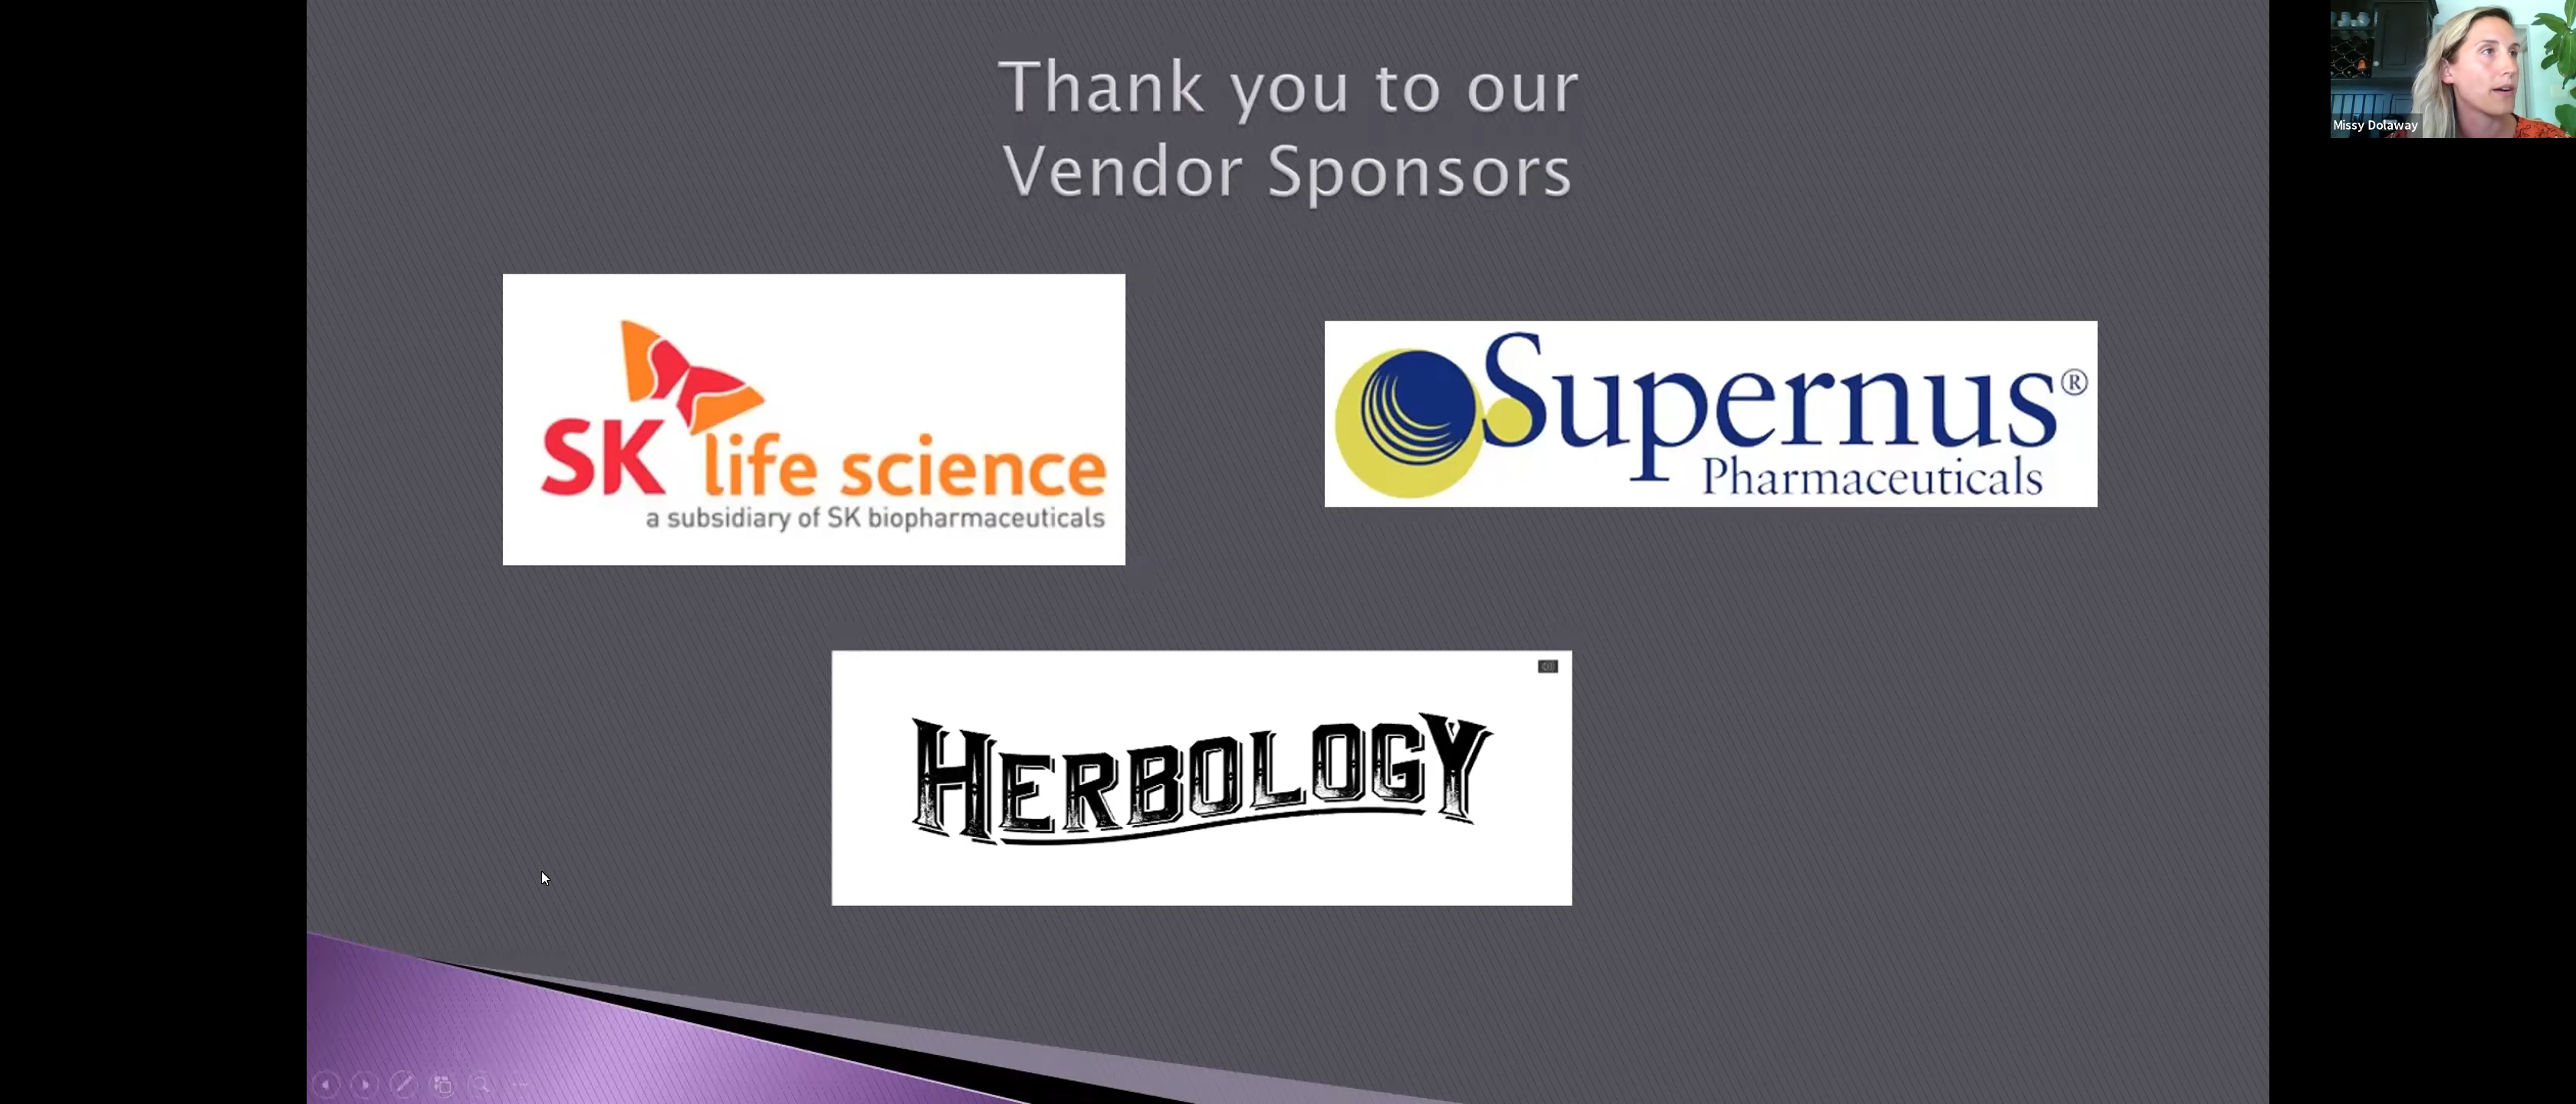 Thank you to our
Vendor Sponsors
Missy Dolaway
SK life science
a subsidiary of SK biopharmaceuticals
Supernus®
Pharmaceuticals
HERBOLOGY